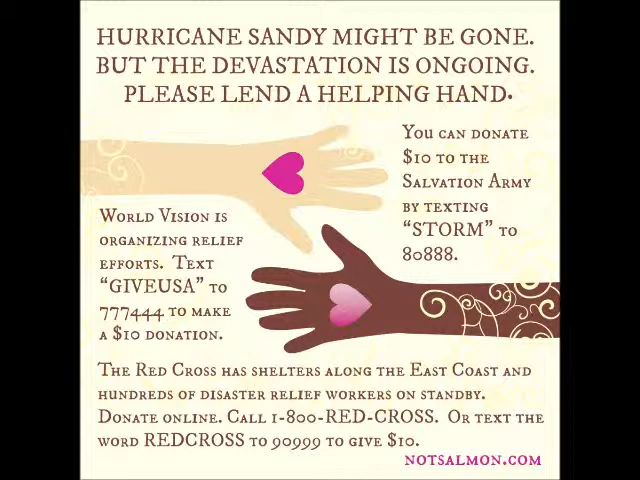 HURRICANE SANDY MIGHT BE GONE.
BUT THE DEVASTATION IS ONGOING.
PLEASE LEND A HELPING HAND.
You can donate
$10 to the
Salvation Army
by texting
“STORM” to
80888.
World Vision is
organizing relief
efforts. Text
“GIVEUSA” to
777444 to make
a $10 donation.
The Red Cross has shelters along the East Coast and
hundreds of disaster relief workers on standby.
Donate online. Call 1-800-RED-CROSS. Or text the
word REDCROSS to 90999 to give $10.
NOTSALMON.COM